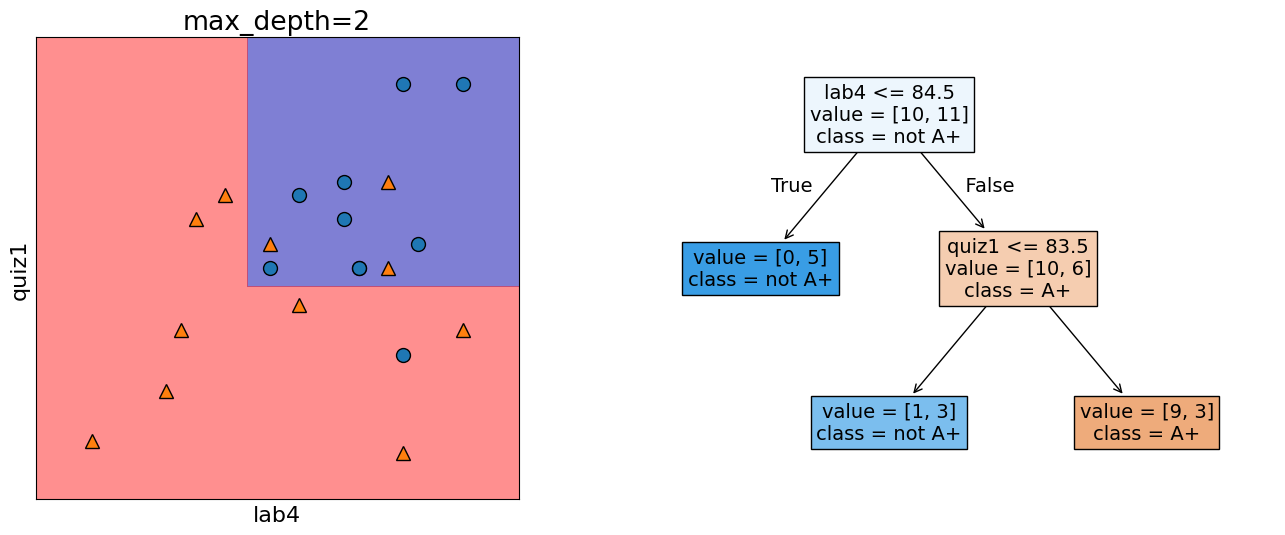 max_depth=2
quiz1
lab4
lab4 <= 84.5
value = [10, 11]
class = not A+
True
False
value = [0, 5]
class = not A+
quiz1 <= 83.5
value = [10, 6]
class = A+
value = [1, 3]
class = not A+
value = [9, 3]
class = A+